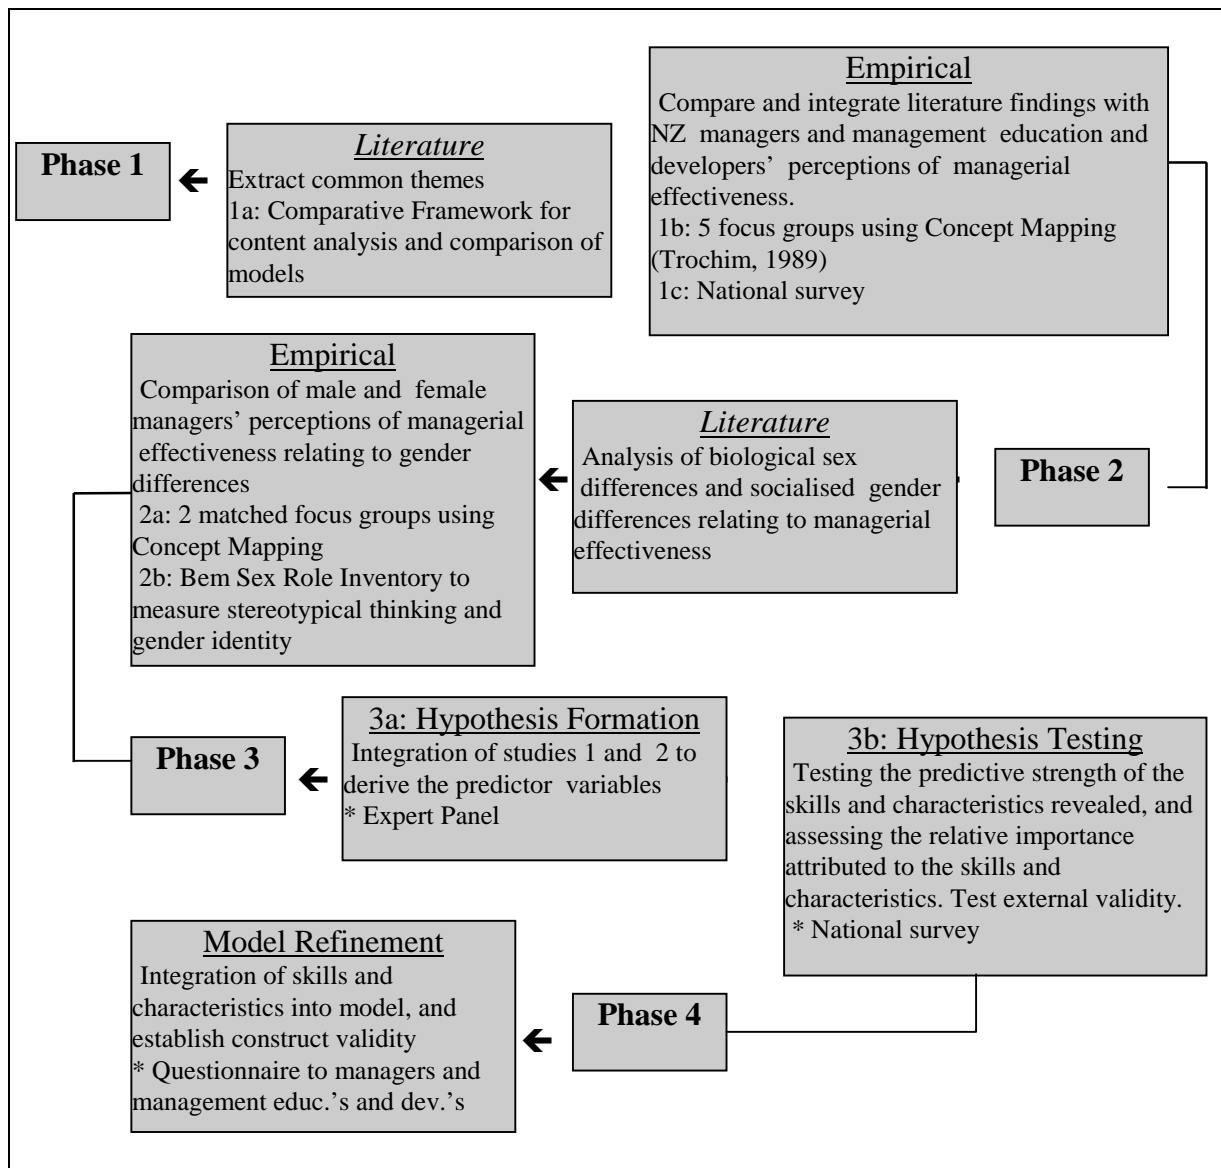 Phase 1
Literature
Extract common themes
1a: Comparative Framework for
content analysis and comparison of
models
Empirical
Compare and integrate literature findings with
NZ managers and management education and
developers' perceptions of managerial
effectiveness.
1b: 5 focus groups using Concept Mapping
(Trochim, 1989)
1c: National survey
Phase 2
Literature
Analysis of biological sex
differences and socialised gender
differences relating to managerial
effectiveness
Empirical
Comparison of male and female
managers' perceptions of managerial
effectiveness relating to gender
differences
2a: 2 matched focus groups using
Concept Mapping
2b: Bem Sex Role Inventory to
measure stereotypical thinking and
gender identity
Phase 3
3a: Hypothesis Formation
Integration of studies 1 and 2 to
derive the predictor variables
* Expert Panel
3b: Hypothesis Testing
Testing the predictive strength of the
skills and characteristics revealed, and
assessing the relative importance
attributed to the skills and
characteristics. Test external validity.
* National survey
Phase 4
Model Refinement
Integration of skills and
characteristics into model, and
establish construct validity
* Questionnaire to managers and
management educ.'s and dev.'s